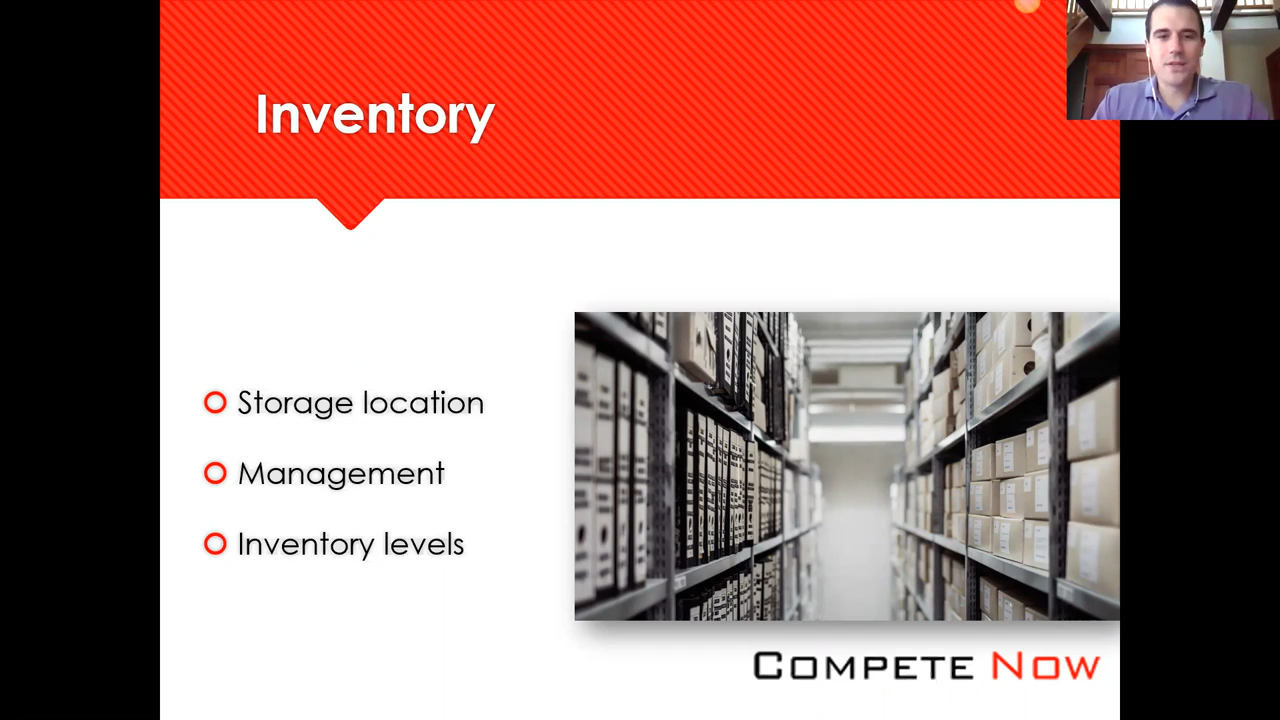 Inventory
Storage location
Management
Inventory levels
Compete Now